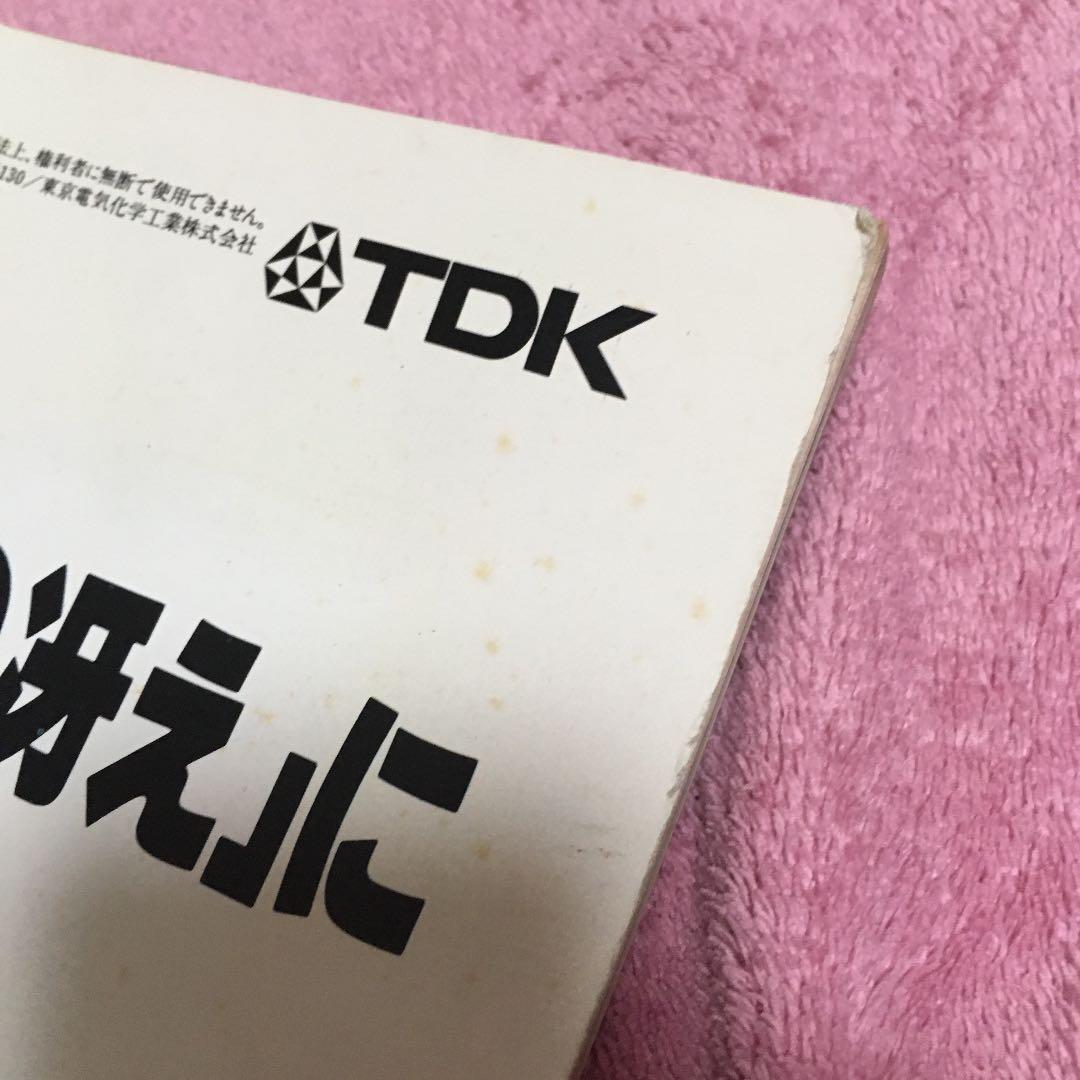 法上、権利者に無断で使用できません。
130/東京電気化学工業株式会社
TDK
の冴え」に